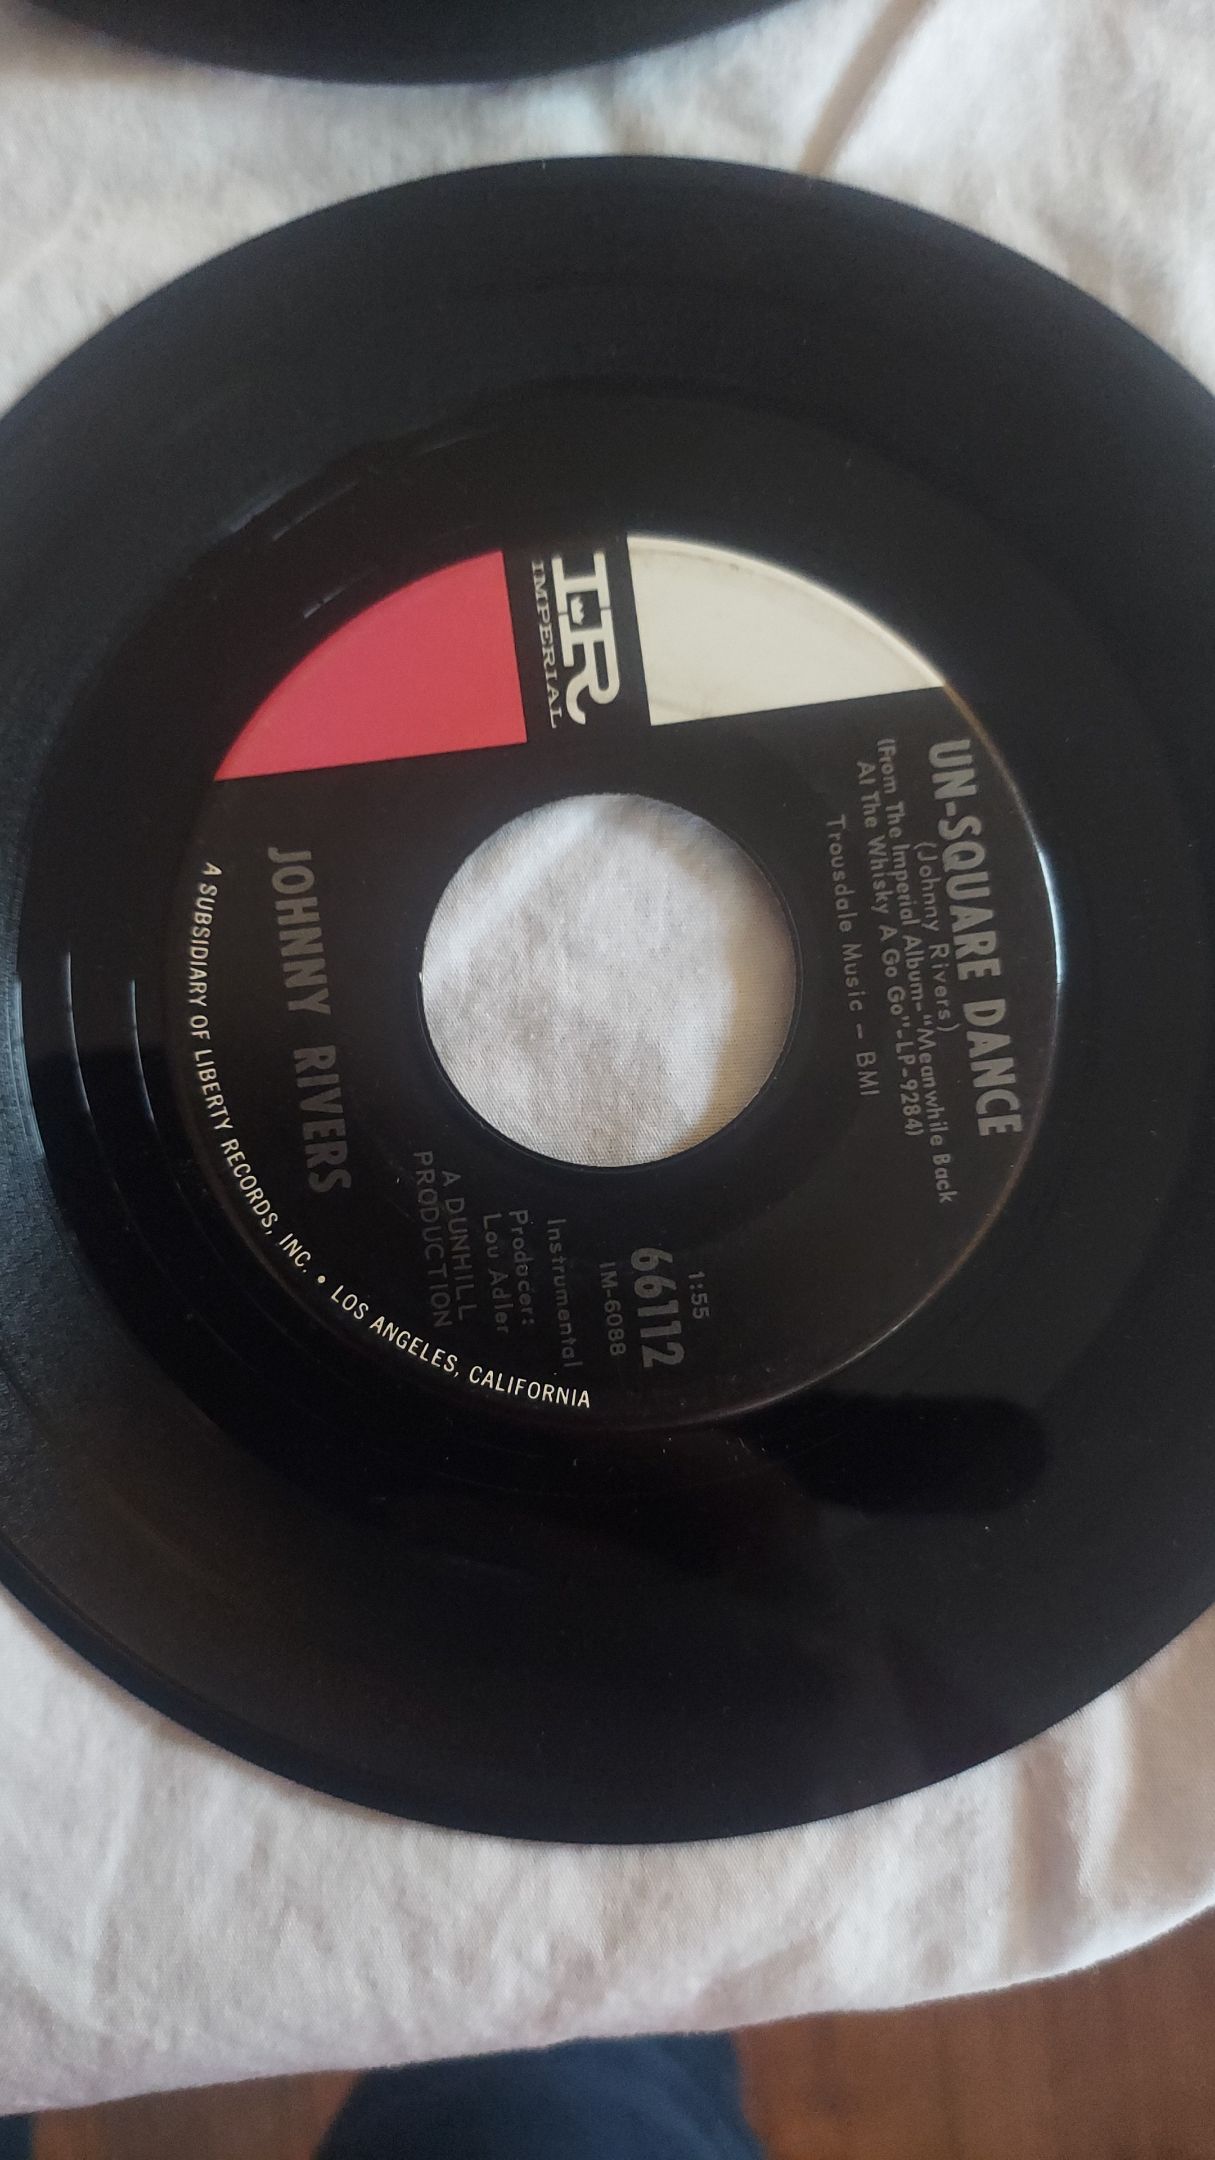 IR
IMPERIAL
UN-SQUARE DANCE
(Johnny Rivers)
(From The Imperial Album-"Meanwhile Back
At The Whisky A Go Go"-LP-9284)
Trousdale Music - BMI
1:55
66112
IM-6088
Instrumental
Producer:
Lou Adler
A DUNHILL
PRODUCTION
JOHNNY RIVERS
A SUBSIDIARY OF LIBERTY RECORDS, INC. • LOS ANGELES, CALIFORNIA